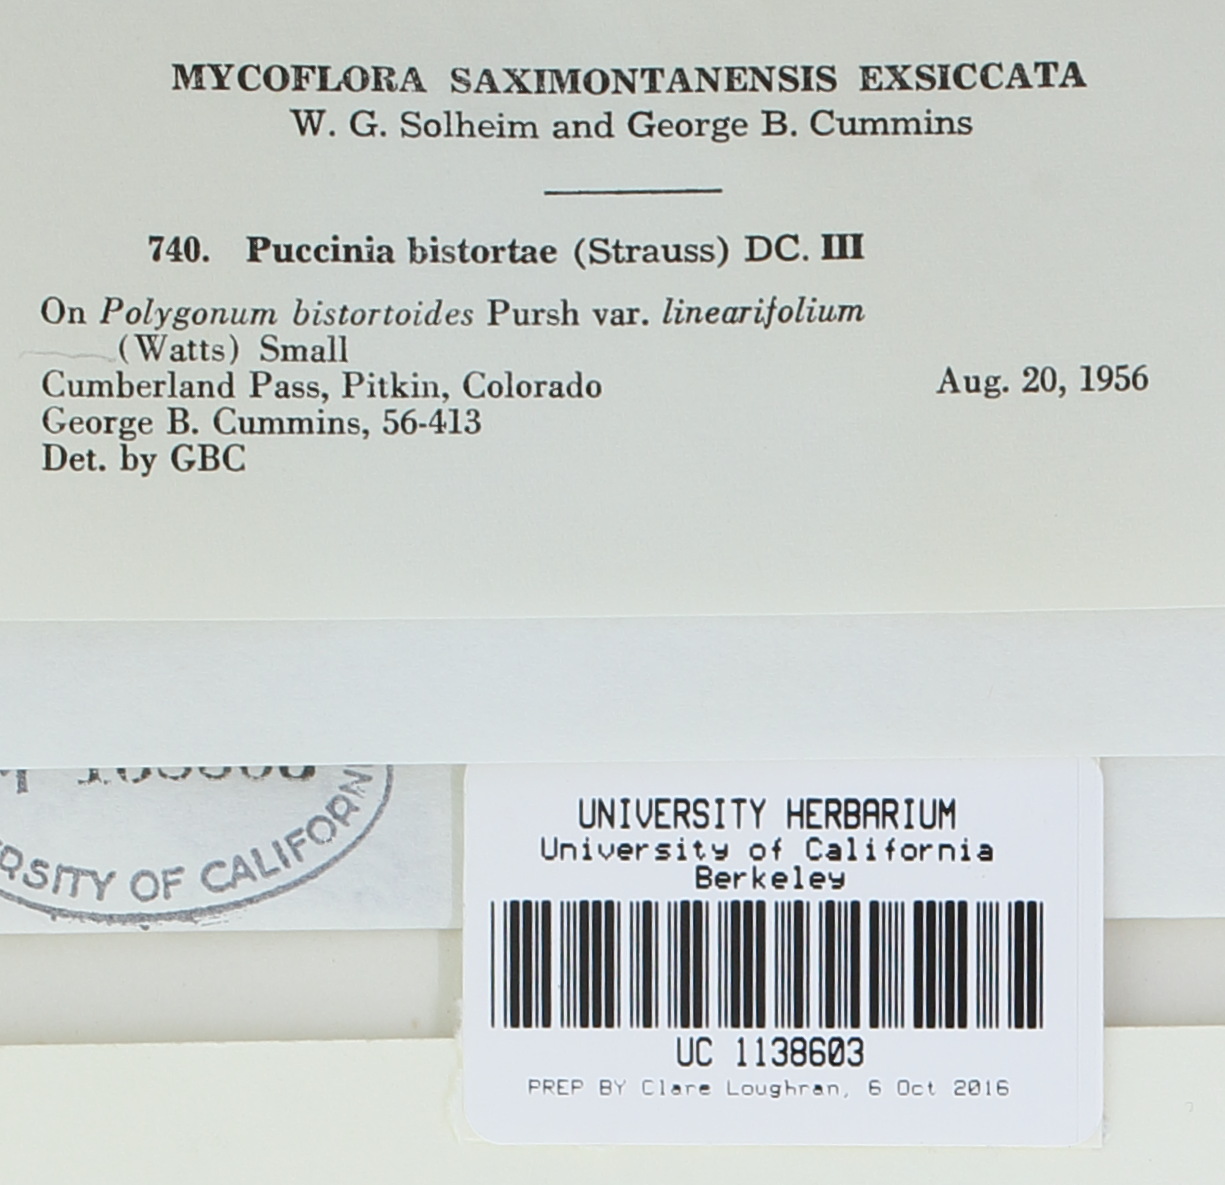 MYCOFLORA SAXIMONTANENSIS EXSICCATA
W. G. Solheim and George B. Cummins
740. Puccinia bistortae (Strauss) DC. III
On Polygonum bistortoides Pursh var. linearifolium
(Watts) Small
Cumberland Pass, Pitkin, Colorado Aug. 20, 1956
George B. Cummins, 56-413
Det. by GBC
OF CALIFORN
UNIVERSITY HERBARIUM
University of California
Berkeley
UC 1138603
PREP BY Clare Loughran, 6 Oct 2016